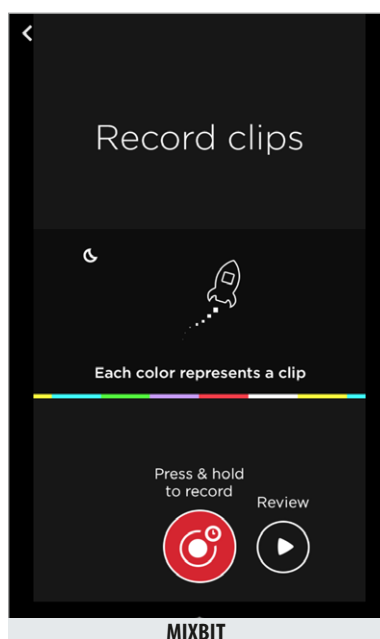 Record clips
Each color represents a clip
Press & hold
to record
Review
MIXBIT